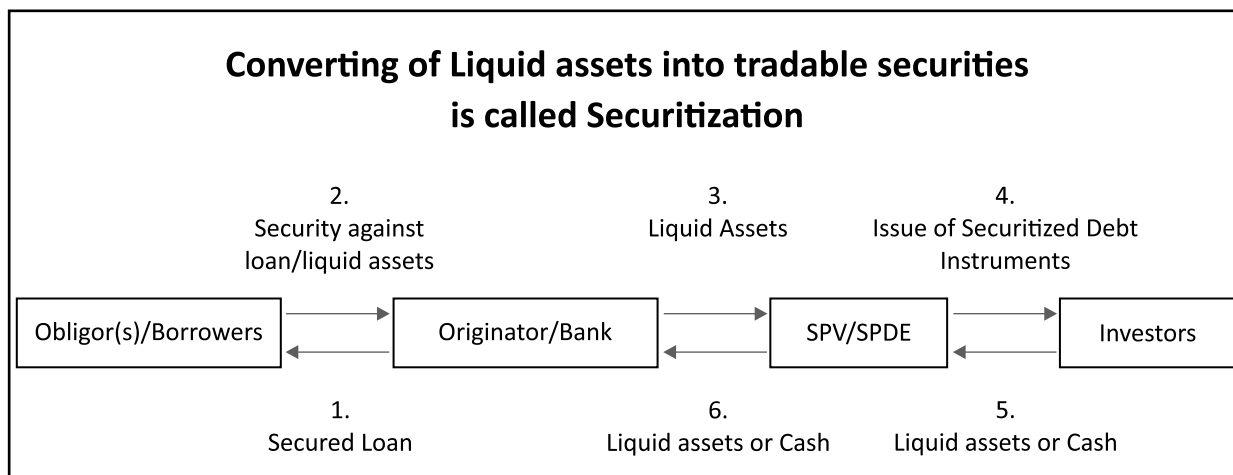 Converting of Liquid assets into tradable securities
is called Securitization
2.
Security against
loan/liquid assets
3.
Liquid Assets
4.
Issue of Securitized Debt
Instruments
Obligor(s)/Borrowers
Originator/Bank
SPV/SPDE
Investors
1.
Secured Loan
6.
Liquid assets or Cash
5.
Liquid assets or Cash